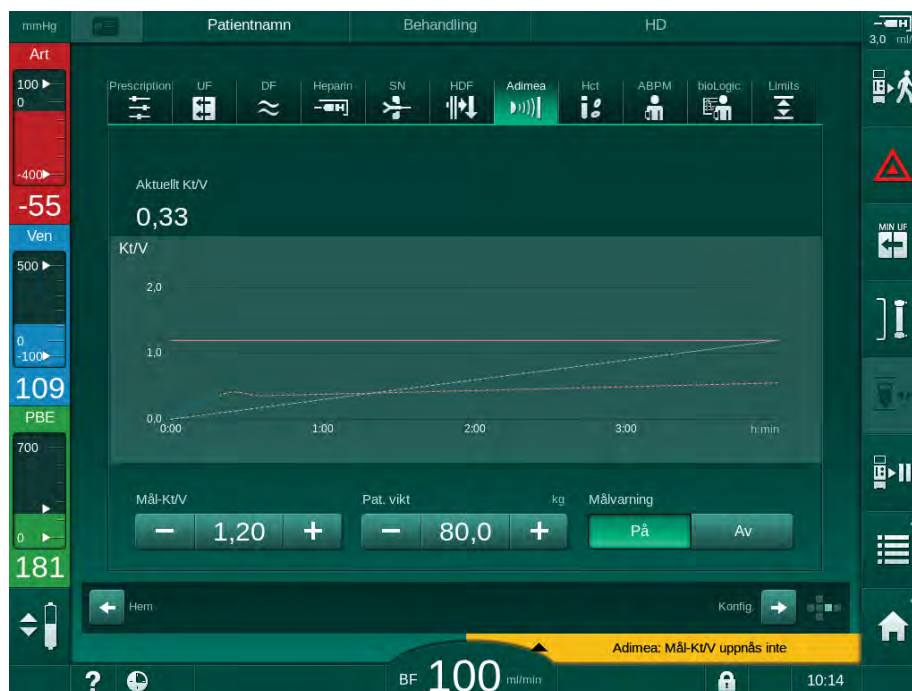 mmHg
Patientnamn
Behandling
HD
3,0 ml/
Art
100
0
-400
-55
Ven
500
0
-100
109
PBE
700
0
181
Prescription
UF
DF
Heparin
SN
HDF
Adimea
Hct
ABPM
bioLogic
Limits
Aktuellt Kt/V
0,33
Kt/V
2,0
1,0
0,0
0:00
1:00
2:00
3:00
h:min
Mål-Kt/V
Pat. vikt
kg
Målvarning
− 1,20 +
− 80,0 +
På
Av
Hem
Konfig.
MIN UF
Adimea: Mål-Kt/V uppnås inte
?
BF 100 ml/min
10:14